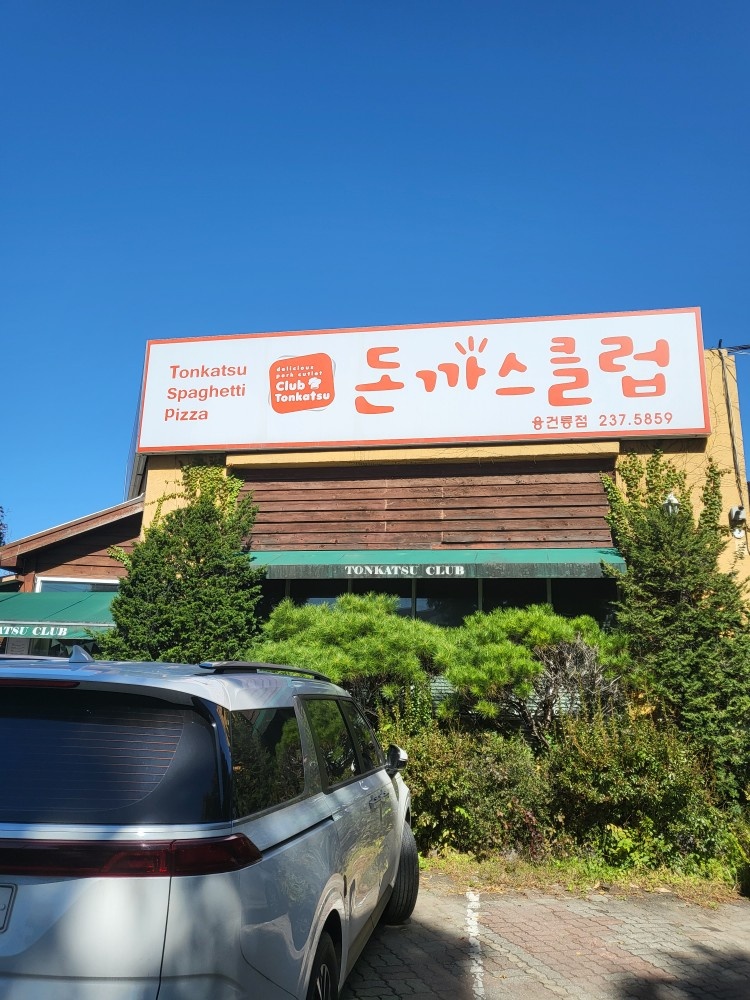 Tonkatsu
Spaghetti
Pizza
delicious
pork cutlet
Club
Tonkatsu
돈까스클럽
융건릉점 237.5859
TONKATSU CLUB
ATSU CLUB